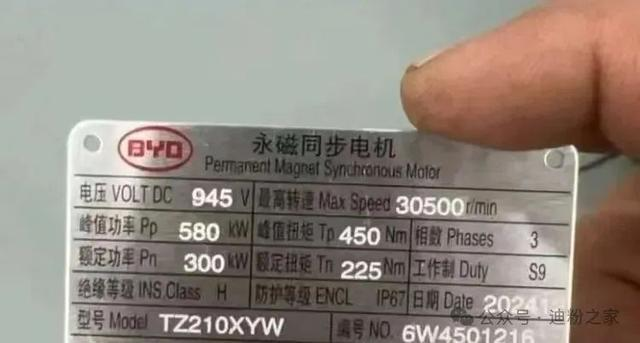 BYD
永磁同步电机
Permanent Magnet Synchronous Motor
电压 VOLT DC 945 V 最高转速 Max Speed 30500 r/min
峰值功率 Pp 580 kW 峰值扭矩 Tp 450 Nm 相数 Phases 3
额定功率 Pn 300 kW 额定扭矩 Tn 225 Nm 工作制 Duty S9
绝缘等级 INS.Class H 防护等级 ENCL IP67 日期 Date 20241
型号 Model TZ210XYW 编号 NO. 6W4501216
公众号·迪粉之家